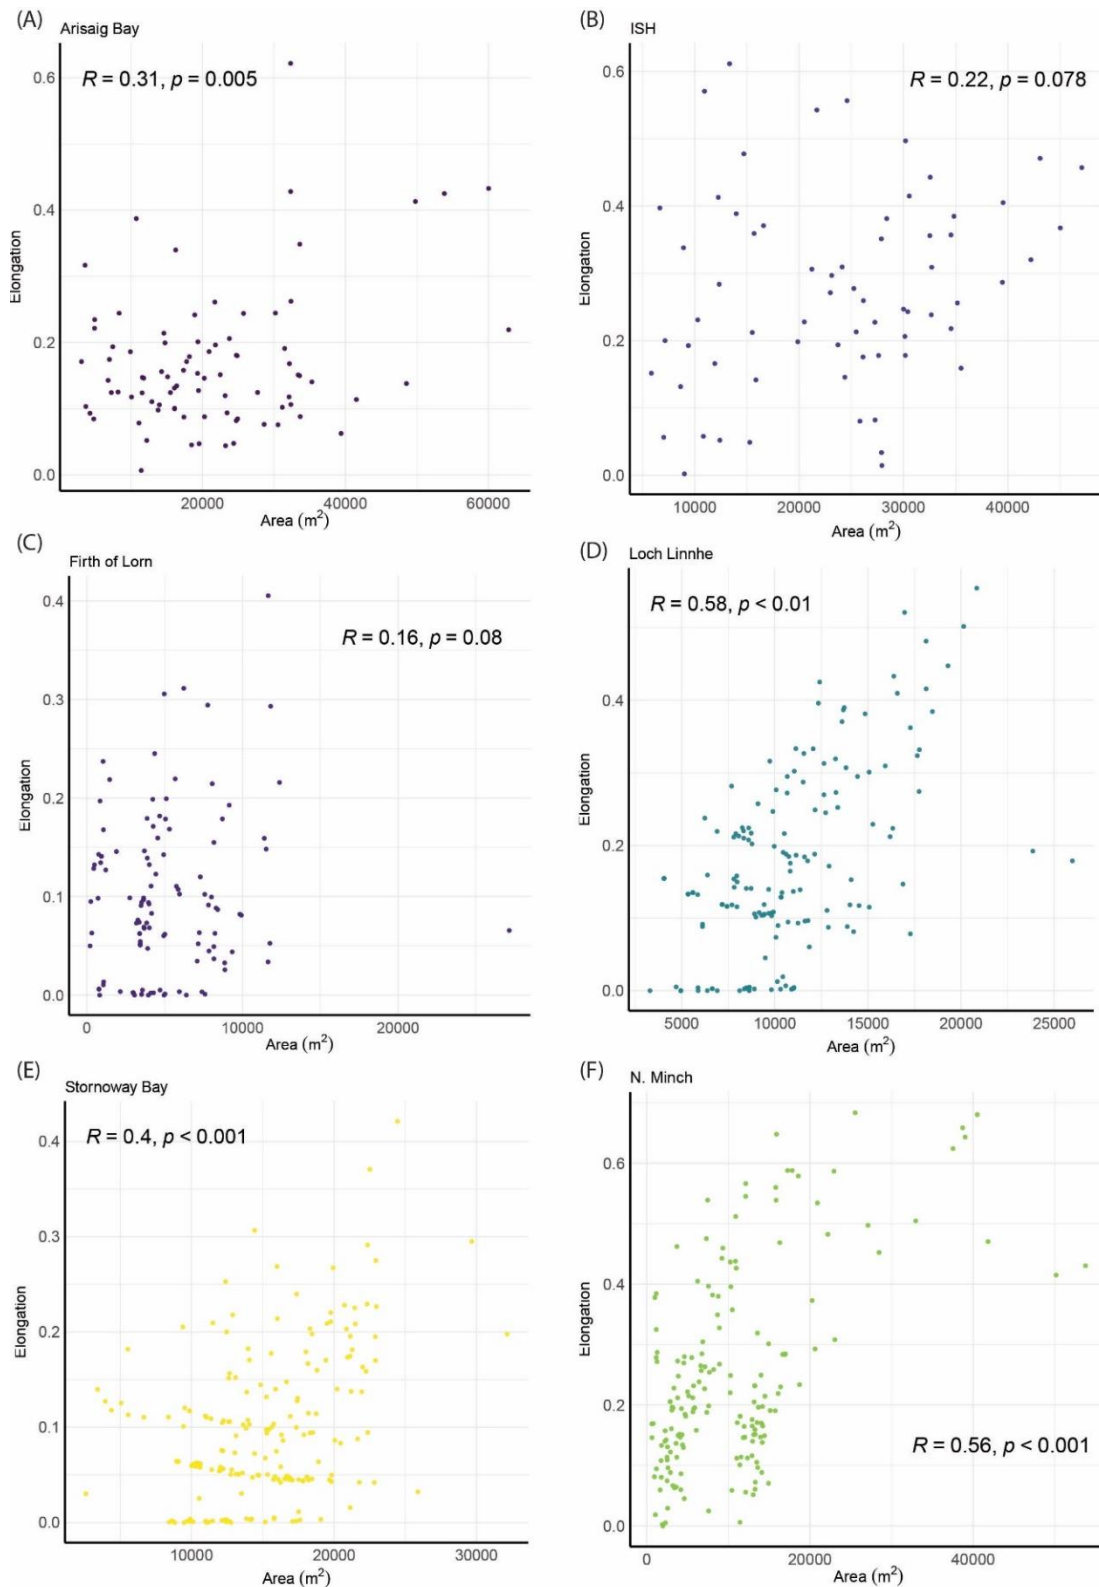 (A)
Arisaig Bay
R = 0.31, p = 0.005
0.6
0.4
0.2
0.0
Elongation
20000 40000 60000
Area (m²)
(B)
ISH
R = 0.22, p = 0.078
0.6
0.4
0.2
0.0
Elongation
10000 20000 30000 40000
Area (m²)
(C)
Firth of Lorn
R = 0.16, p = 0.08
0.4
0.3
0.2
0.1
0.0
Elongation
0 10000 20000
Area (m²)
(D)
Loch Linnhe
R = 0.58, p < 0.01
0.4
0.2
0.0
Elongation
5000 10000 15000 20000 25000
Area (m²)
(E)
Stornoway Bay
R = 0.4, p < 0.001
0.4
0.3
0.2
0.1
0.0
Elongation
10000 20000 30000
Area (m²)
(F)
N. Minch
R = 0.56, p < 0.001
0.6
0.4
0.2
0.0
Elongation
0 20000 40000
Area (m²)